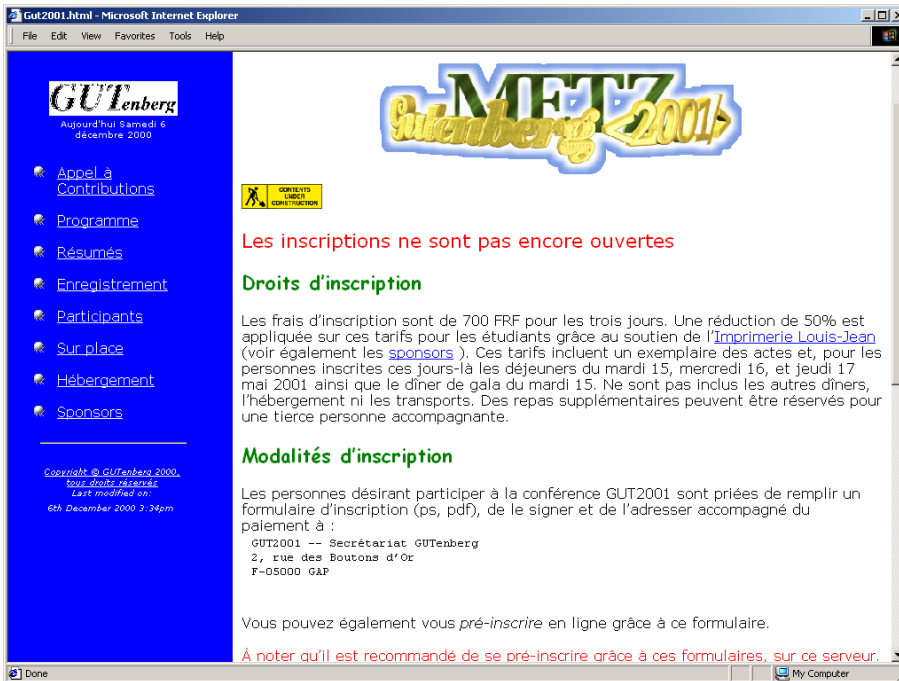 Gut2001.html - Microsoft Internet Explorer
File Edit View Favorites Tools Help
GUTenberg
Aujourd'hui Samedi 6
décembre 2000
Appel à
Contributions
Programme
Résumés
Enregistrement
Participants
Sur place
Hébergement
Sponsors
Copyright © GUTenberg 2000,
tous droits réservés
Last modified on:
6th December 2000 3:34pm
METZ
Gutenberg <2001/>
CONTENTS
UNDER
CONSTRUCTION
Les inscriptions ne sont pas encore ouvertes
Droits d'inscription
Les frais d'inscription sont de 700 FRF pour les trois jours. Une réduction de 50% est
appliquée sur ces tarifs pour les étudiants grâce au soutien de l'Imprimerie Louis-Jean
(voir également les sponsors ). Ces tarifs incluent un exemplaire des actes et, pour les
personnes inscrites ces jours-là les déjeuners du mardi 15, mercredi 16, et jeudi 17
mai 2001 ainsi que le dîner de gala du mardi 15. Ne sont pas inclus les autres dîners,
l'hébergement ni les transports. Des repas supplémentaires peuvent être réservés pour
une tierce personne accompagnante.
Modalités d'inscription
Les personnes désirant participer à la conférence GUT2001 sont priées de remplir un
formulaire d'inscription (ps, pdf), de le signer et de l'adresser accompagné du
paiement à :
GUT2001 -- Secrétariat GUTenberg
2, rue des Boutons d'Or
F-05000 GAP
Vous pouvez également vous pré-inscrire en ligne grâce à ce formulaire.
À noter qu'il est recommandé de se pré-inscrire grâce à ces formulaires, sur ce serveur.
Done
My Computer